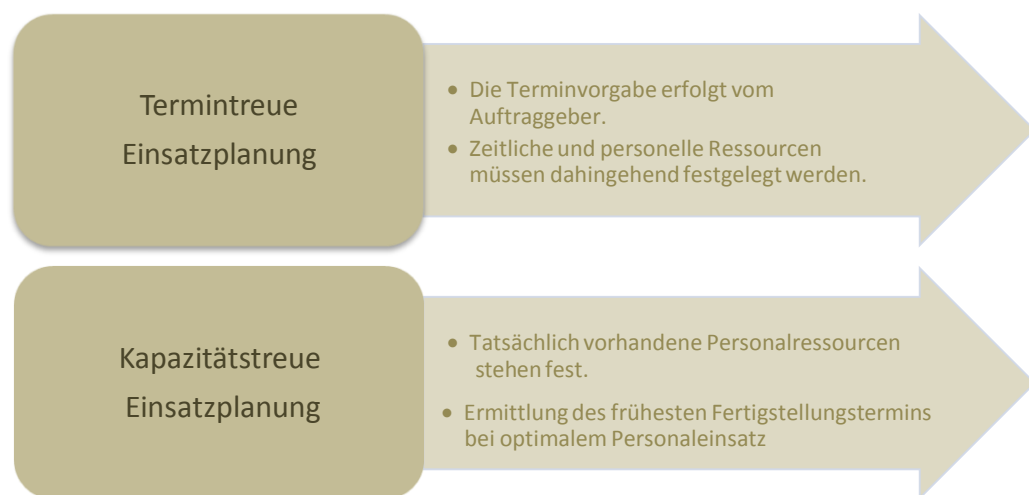 Termintreue
Einsatzplanung
• Die Terminvorgabe erfolgt vom
Auftraggeber.
• Zeitliche und personelle Ressourcen
müssen dahingehend festgelegt werden.
Kapazitätstreue
Einsatzplanung
• Tatsächlich vorhandene Personalressourcen
stehen fest.
• Ermittlung des frühesten Fertigstellungstermins
bei optimalem Personaleinsatz